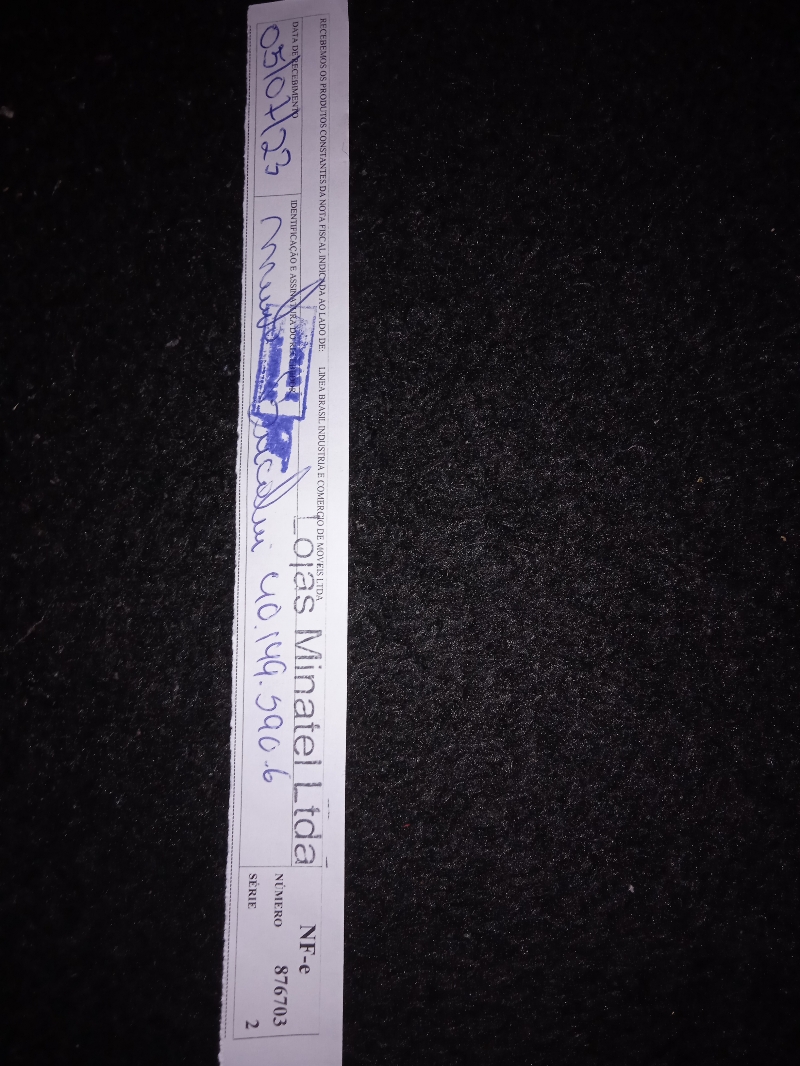 RECEBEMOS OS PRODUTOS CONSTANTES DA NOTA FISCAL INDICADA AO LADO DE: LINEA BRASIL INDUSTRIA E COMERCIO DE MOVEIS LTDA
Lojas Minatel Ltda
DATA DE RECEBIMENTO
05/07/23
IDENTIFICAÇÃO E ASSINATURA DO
40.149.590.6
NF-e
NÚMERO 876703
SÉRIE 2